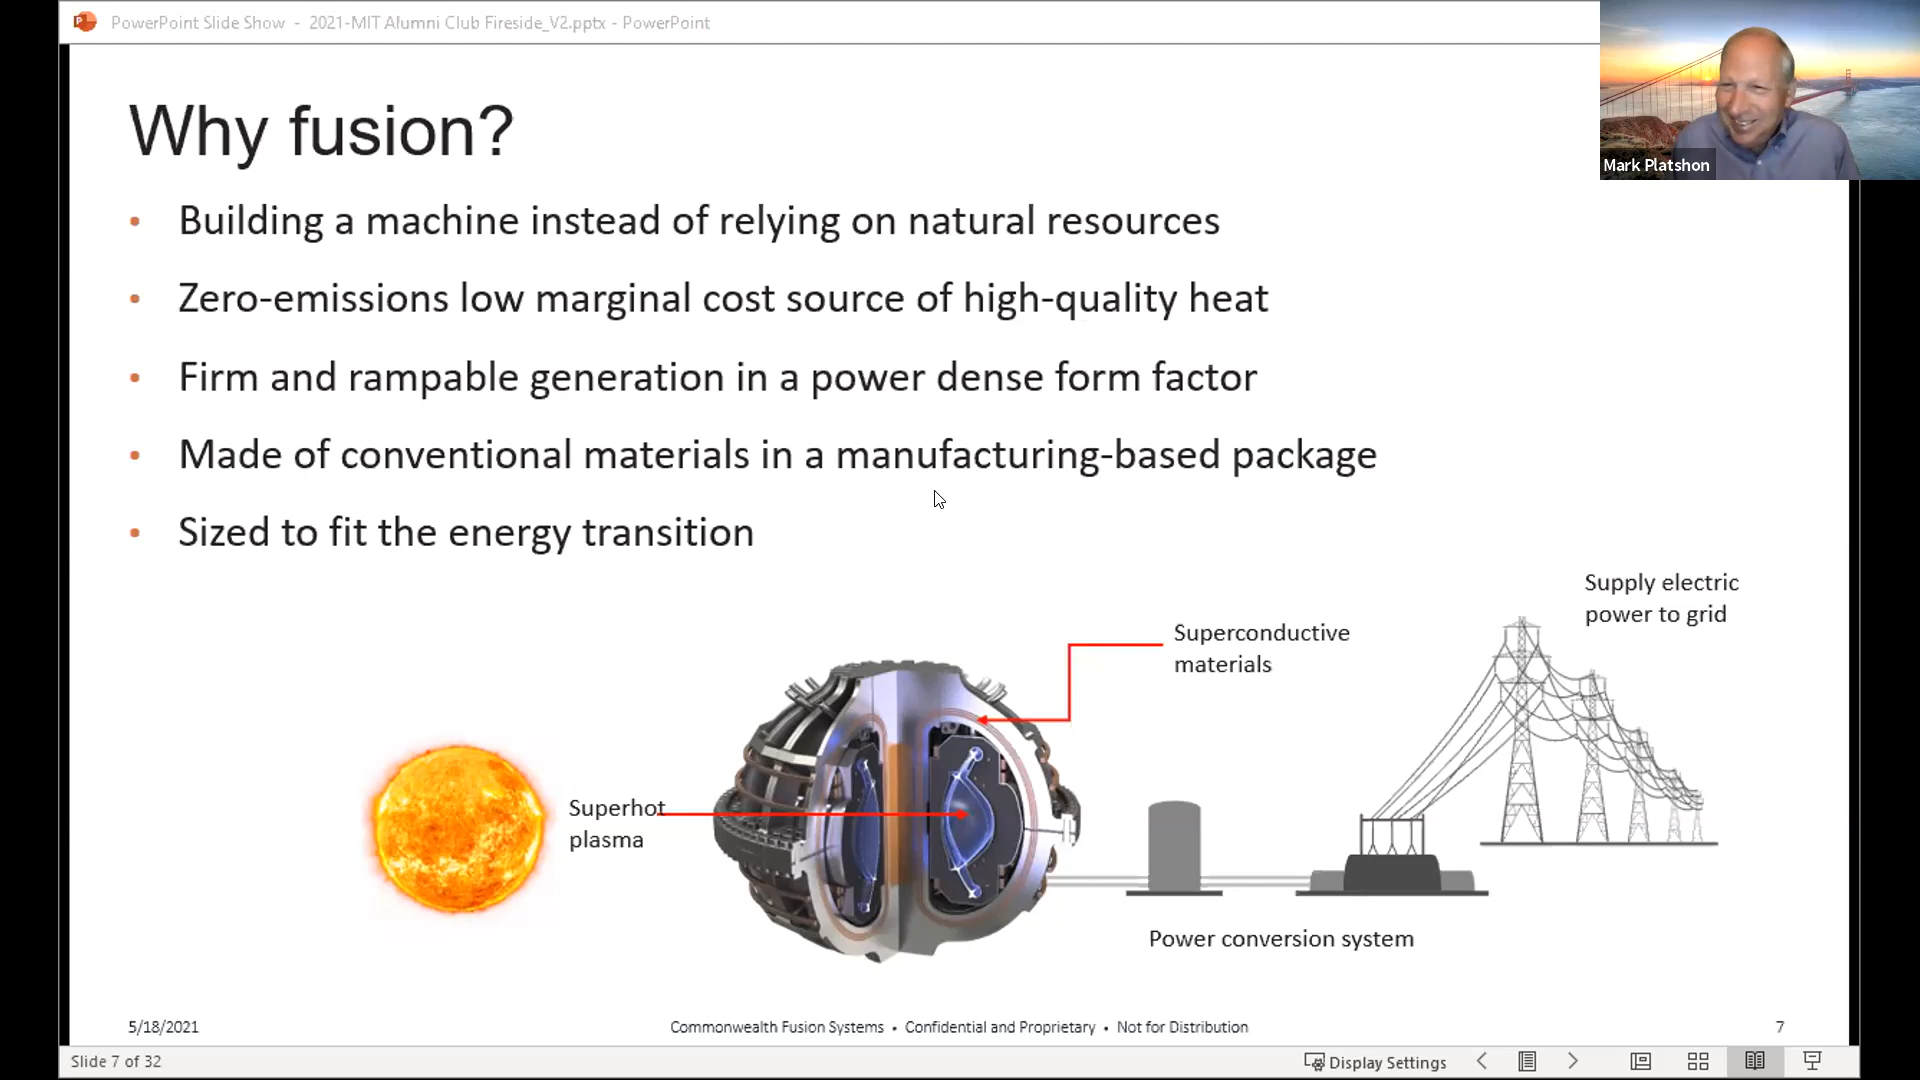 PowerPoint Slide Show - 2021-MIT Alumni Club Fireside_V2.pptx - PowerPoint
Mark Platshon
Why fusion?
• Building a machine instead of relying on natural resources
• Zero-emissions low marginal cost source of high-quality heat
• Firm and rampable generation in a power dense form factor
• Made of conventional materials in a manufacturing-based package
• Sized to fit the energy transition
Supply electric
power to grid
Superconductive
materials
Superhot
plasma
Power conversion system
5/18/2021
Commonwealth Fusion Systems • Confidential and Proprietary • Not for Distribution
7
Slide 7 of 32
Display Settings